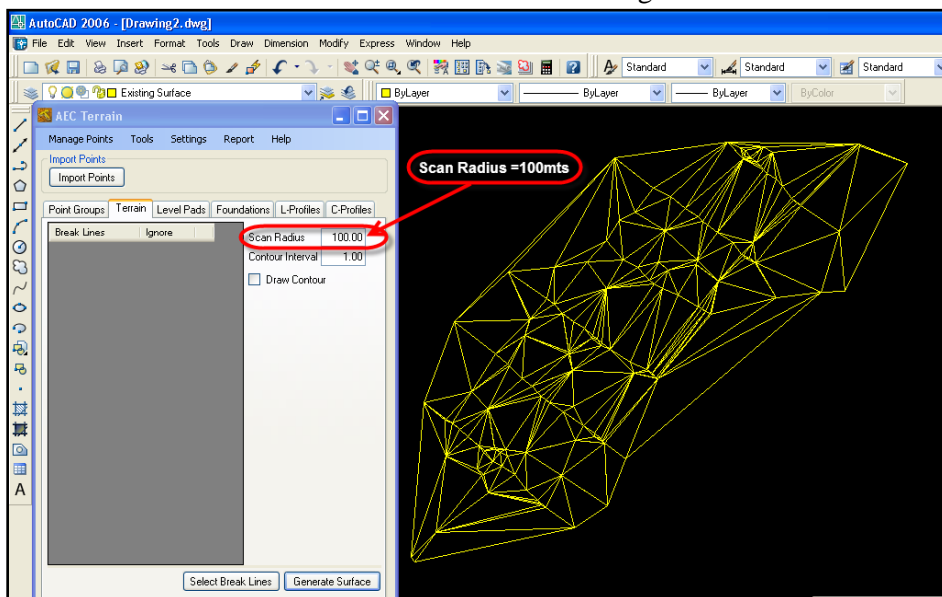 AutoCAD 2006 - [Drawing2.dwg]
File Edit View Insert Format Tools Draw Dimension Modify Express Window Help
Standard Standard Standard
Existing Surface ByLayer ByLayer ByLayer ByColor
AEC Terrain
Manage Points Tools Settings Report Help
Import Points
Import Points
Scan Radius =100mts
Point Groups Terrain Level Pads Foundations L-Profiles C-Profiles
Break Lines Ignore Scan Radius 100.00
Contour Interval 1.00
Draw Contour
A
Select Break Lines Generate Surface